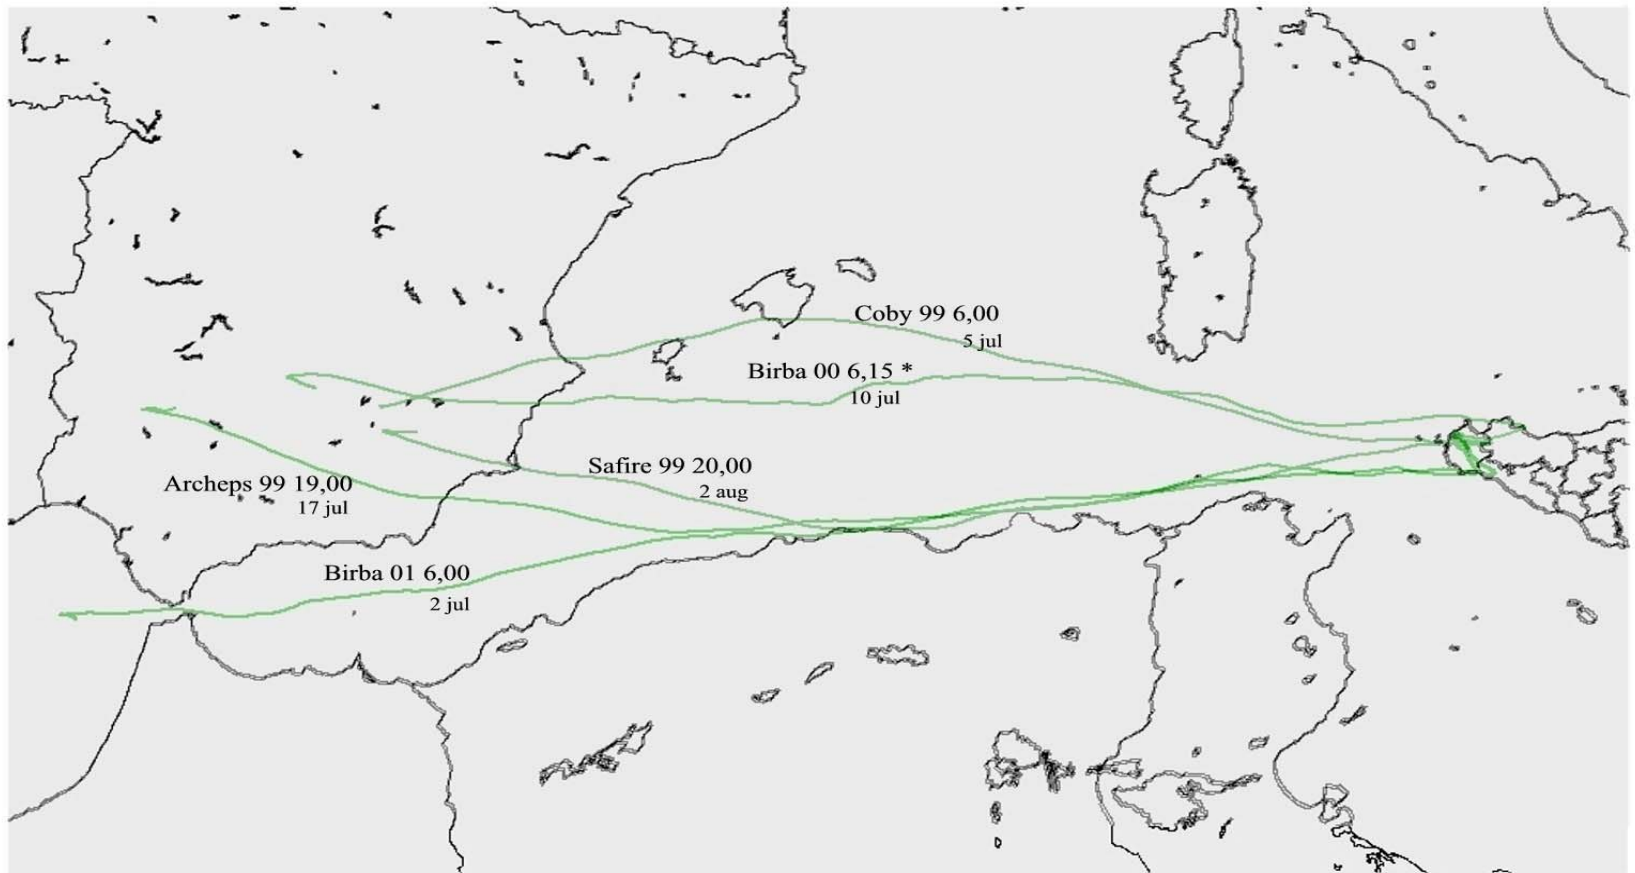 Coby 99 6,00
5 jul
Birba 00 6,15 *
10 jul
Safire 99 20,00
2 aug
Archeps 99 19,00
17 jul
Birba 01 6,00
2 jul